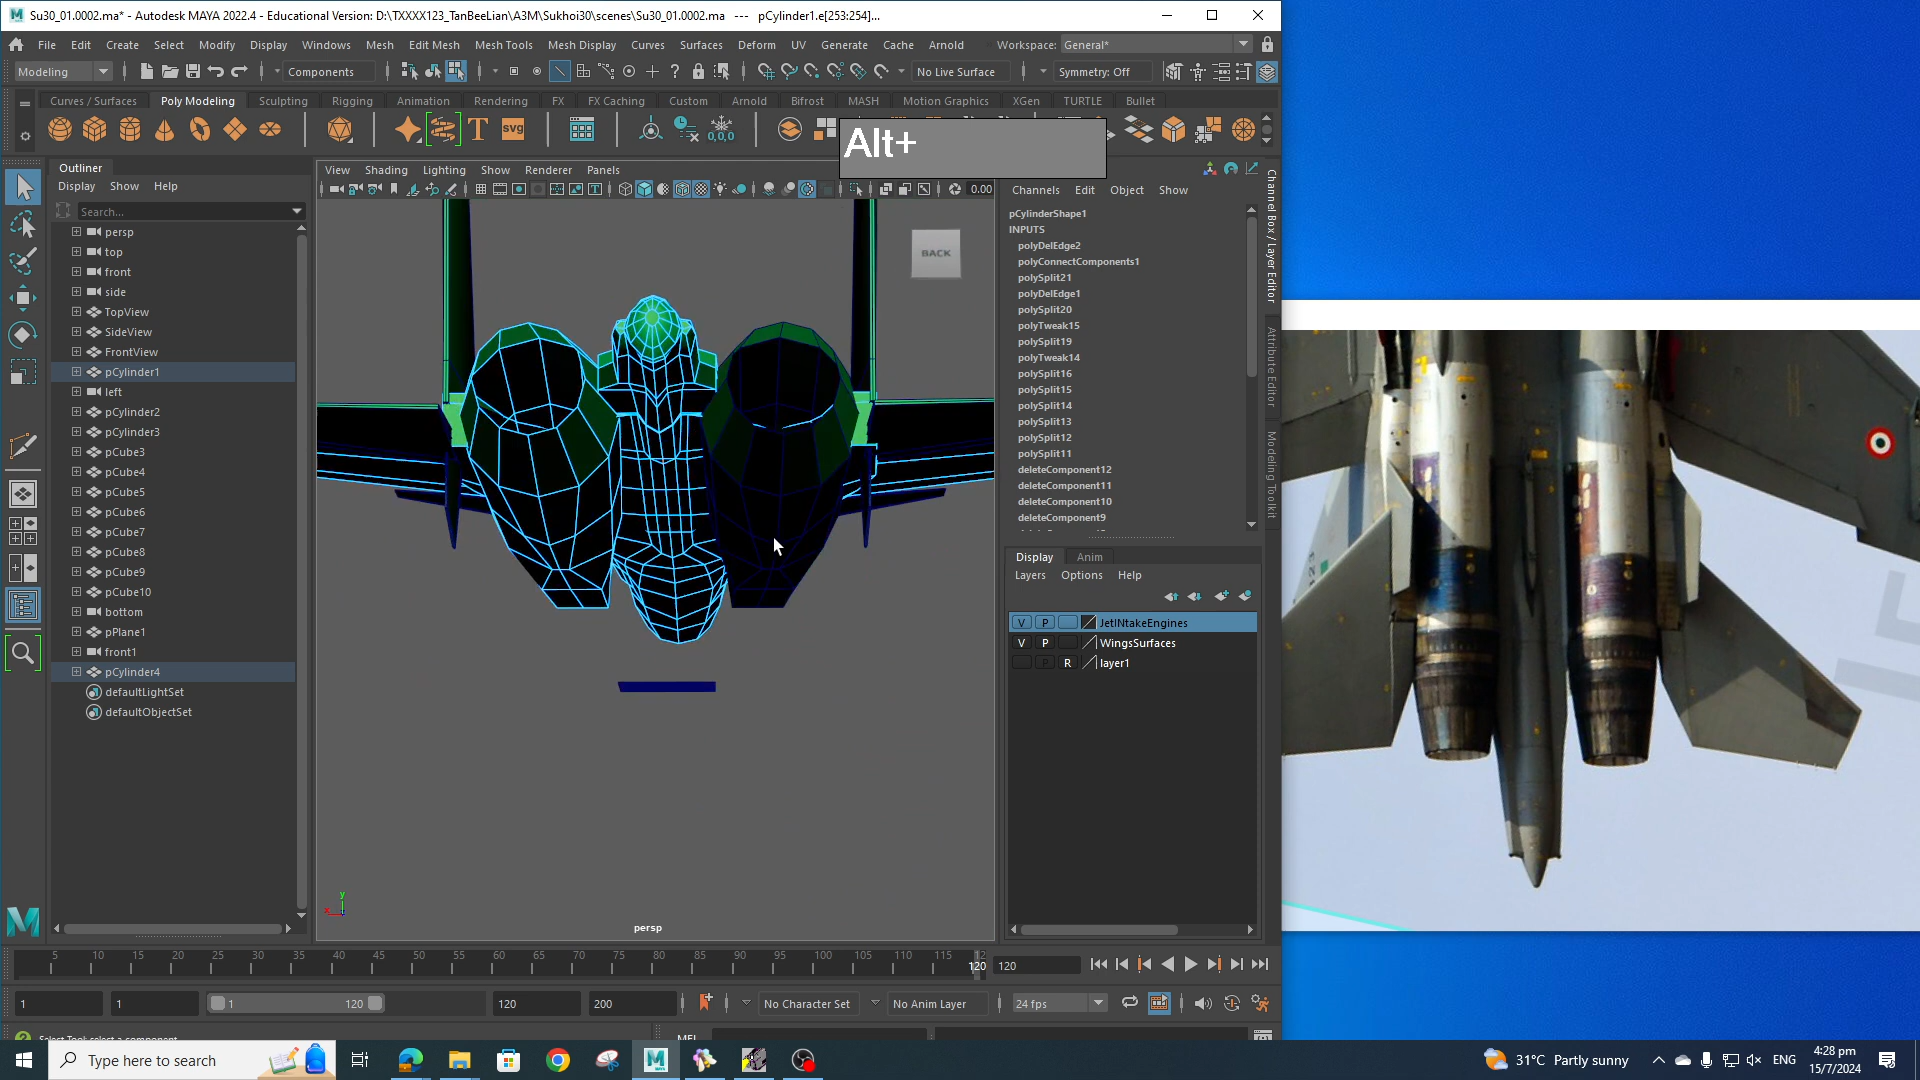 Su30_01.0002.ma* - Autodesk MAYA 2022.4 - Educational Version: D:\TXXXX123_TanBeeLian\A3M\Sukhoi30\scenes\Su30_01.0002.ma   ---   pCylinder1.e[253:254]...
File Edit Create Select Modify Display Windows Mesh Edit Mesh Mesh Tools Mesh Display Curves Surfaces Deform UV Generate Cache Arnold Workspace: General*
Modeling Components No Live Surface Symmetry: Off
Curves / Surfaces Poly Modeling Sculpting Rigging Animation Rendering FX FX Caching Custom Arnold Bifrost MASH Motion Graphics XGen TURTLE Bullet
T svg 0,0,0
Alt+
Outliner
Display Show Help
Search...
persp
top
front
side
TopView
SideView
FrontView
pCylinder1
left
pCylinder2
pCylinder3
pCube3
pCube4
pCube5
pCube6
pCube7
pCube8
pCube9
pCube10
bottom
pPlane1
front1
pCylinder4
defaultLightSet
defaultObjectSet
View Shading Lighting Show Renderer Panels
0.00
BACK
y
x
persp
Channels Edit Object Show
pCylinderShape1
INPUTS
polyDelEdge2
polyConnectComponents1
polySplit21
polyDelEdge1
polySplit20
polyTweak15
polySplit19
polyTweak14
polySplit16
polySplit15
polySplit14
polySplit13
polySplit12
polySplit11
deleteComponent12
deleteComponent11
deleteComponent10
deleteComponent9
Display Anim
Layers Options Help
V P JetINtakeEngines
V P WingsSurfaces
P R layer1
Channel Box / Layer Editor
Attribute Editor
Modeling Toolkit
5 10 15 20 25 30 35 40 45 50 55 60 65 70 75 80 85 90 95 100 105 110 115 12
120 120
1 1 1 120 120 200 No Character Set No Anim Layer 24 fps
Select Tool: select a component
MEL
Type here to search
31°C Partly sunny ENG
4:28 pm
15/7/2024